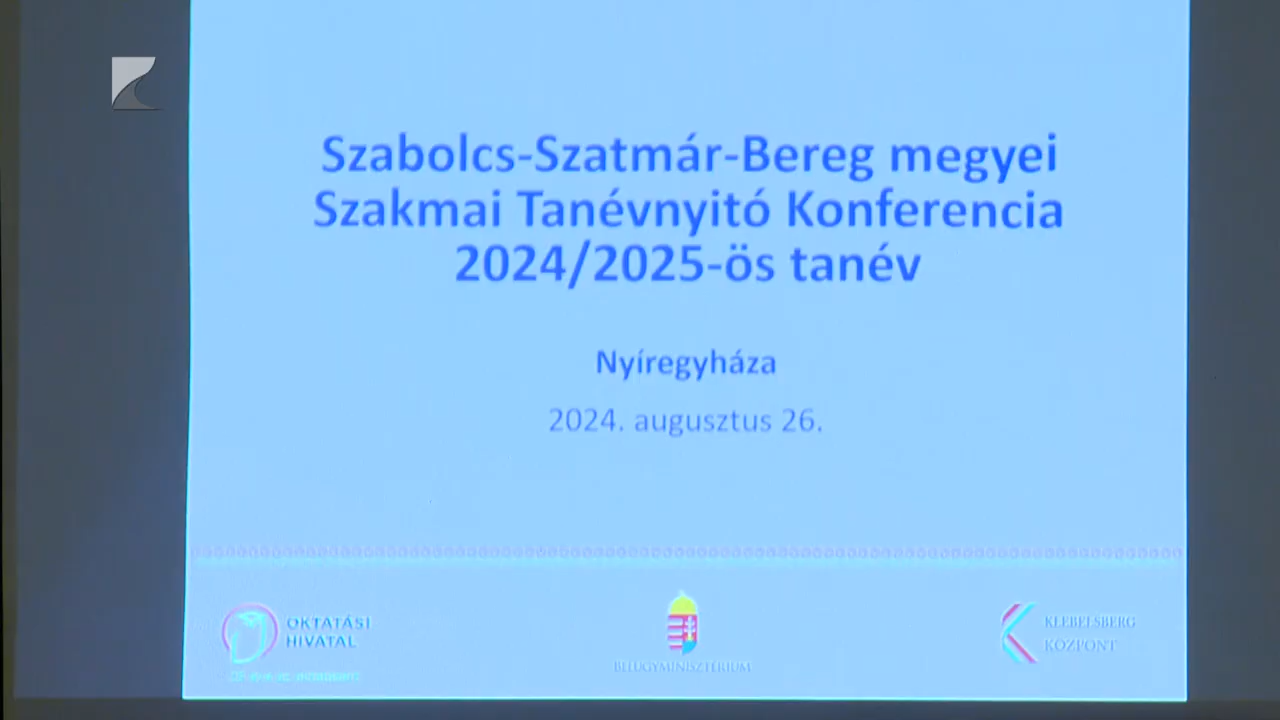 Szabolcs-Szatmár-Bereg megyei
Szakmai Tanévnyitó Konferencia
2024/2025-ös tanév
Nyíregyháza
2024. augusztus 26.
OKTATÁSI
HIVATAL
BELÜGYMINISZTÉRIUM
KLEBELSBERG
KÖZPONT